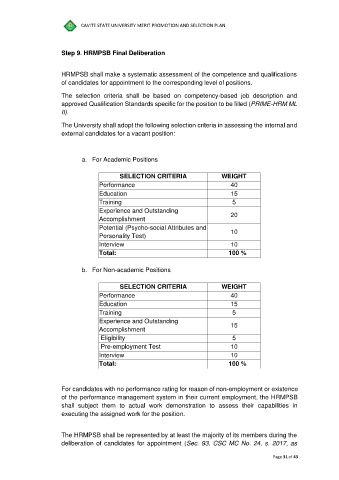 CAVITE STATE UNIVERSITY MERIT PROMOTION AND SELECTION PLAN
Step 9. HRMPSB Final Deliberation
HRMPSB shall make a systematic assessment of the competence and qualifications
of candidates for appointment to the corresponding level of positions.
The selection criteria shall be based on competency-based job description and
approved Qualification Standards specific for the position to be filled (PRIME-HRM ML
II).
The University shall adopt the following selection criteria in assessing the internal and
external candidates for a vacant position:
a. For Academic Positions
SELECTION CRITERIA WEIGHT
Performance 40
Education 15
Training 5
Experience and Outstanding
Accomplishment 20
Potential (Psycho-social Attributes and
Personality Test) 10
Interview 10
Total: 100 %
b. For Non-academic Positions
SELECTION CRITERIA WEIGHT
Performance 40
Education 15
Training 5
Experience and Outstanding
Accomplishment 15
Eligibility 5
Pre-employment Test 10
Interview 10
Total: 100 %
For candidates with no performance rating for reason of non-employment or existence
of the performance management system in their current employment, the HRMPSB
shall subject them to actual work demonstration to assess their capabilities in
executing the assigned work for the position.
The HRMPSB shall be represented by at least the majority of its members during the
deliberation of candidates for appointment (Sec. 93, CSC MC No. 24, s. 2017, as
Page 31 of 43